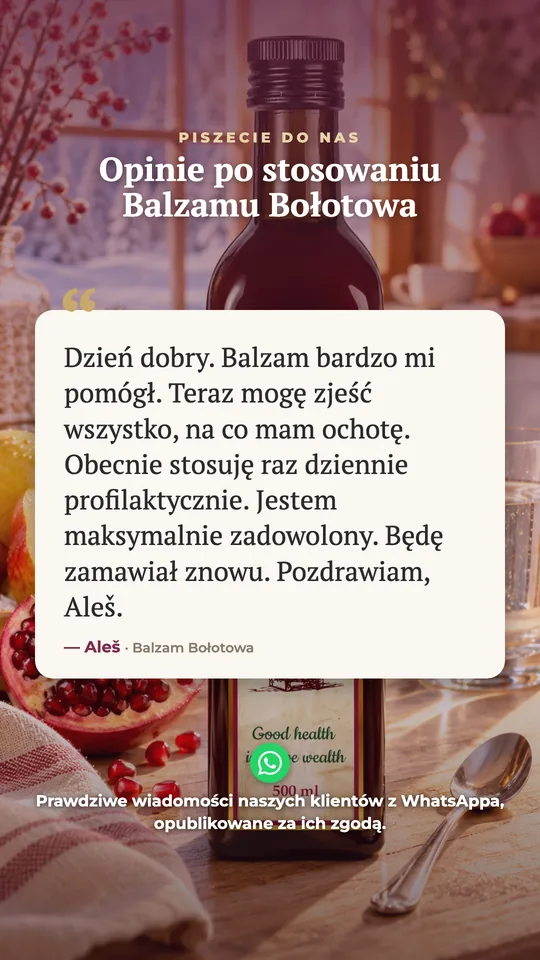 PISZECIE DO NAS
Opinie po stosowaniu
Balzamu Bołotowa
“
Dzień dobry. Balzam bardzo mi
pomógł. Teraz mogę zjeść
wszystko, na co mam ochotę.
Obecnie stosuję raz dziennie
profilaktycznie. Jestem
maksymalnie zadowolony. Będę
zamawiał znowu. Pozdrawiam,
Aleš.
— Aleš · Balzam Bołotowa
Good health
wealth
500 ml
Prawdziwe wiadomości naszych klientów z WhatsAppa,
opublikowane za ich zgodą.